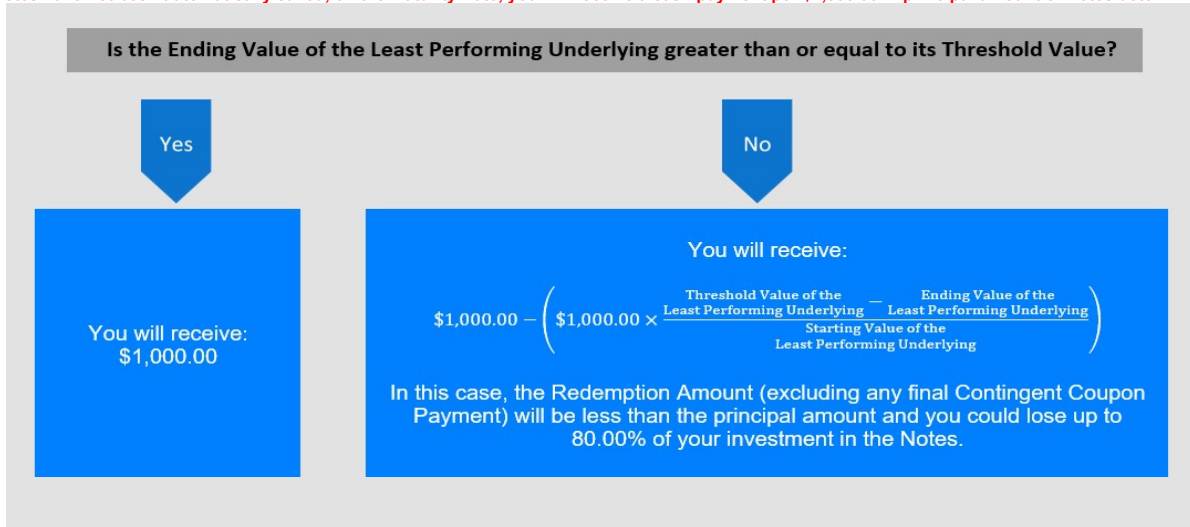 Is the Ending Value of the Least Performing Underlying greater than or equal to its Threshold Value?
Yes
No
You will receive:
$1,000.00
You will receive:
$1,000.00 − ($1,000.00 × (Threshold Value of the Least Performing Underlying − Ending Value of the Least Performing Underlying) / Starting Value of the Least Performing Underlying)
In this case, the Redemption Amount (excluding any final Contingent Coupon
Payment) will be less than the principal amount and you could lose up to
80.00% of your investment in the Notes.